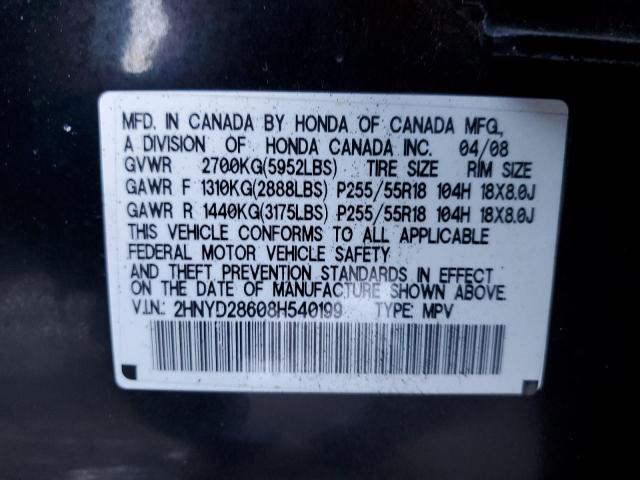 MFD. IN CANADA BY HONDA OF CANADA MFG.,
A DIVISION OF HONDA CANADA INC. 04/08
GVWR 2700KG(5952LBS) TIRE SIZE RIM SIZE
GAWR F 1310KG(2888LBS) P255/55R18 104H 18X8.0J
GAWR R 1440KG(3175LBS) P255/55R18 104H 18X8.0J
THIS VEHICLE CONFORMS TO ALL APPLICABLE
FEDERAL MOTOR VEHICLE SAFETY
AND THEFT PREVENTION STANDARDS IN EFFECT
ON THE DATE OF MANUFACTURE SHOWN ABOVE.
V.I.N.: 2HNYD28608H540199 TYPE: MPV